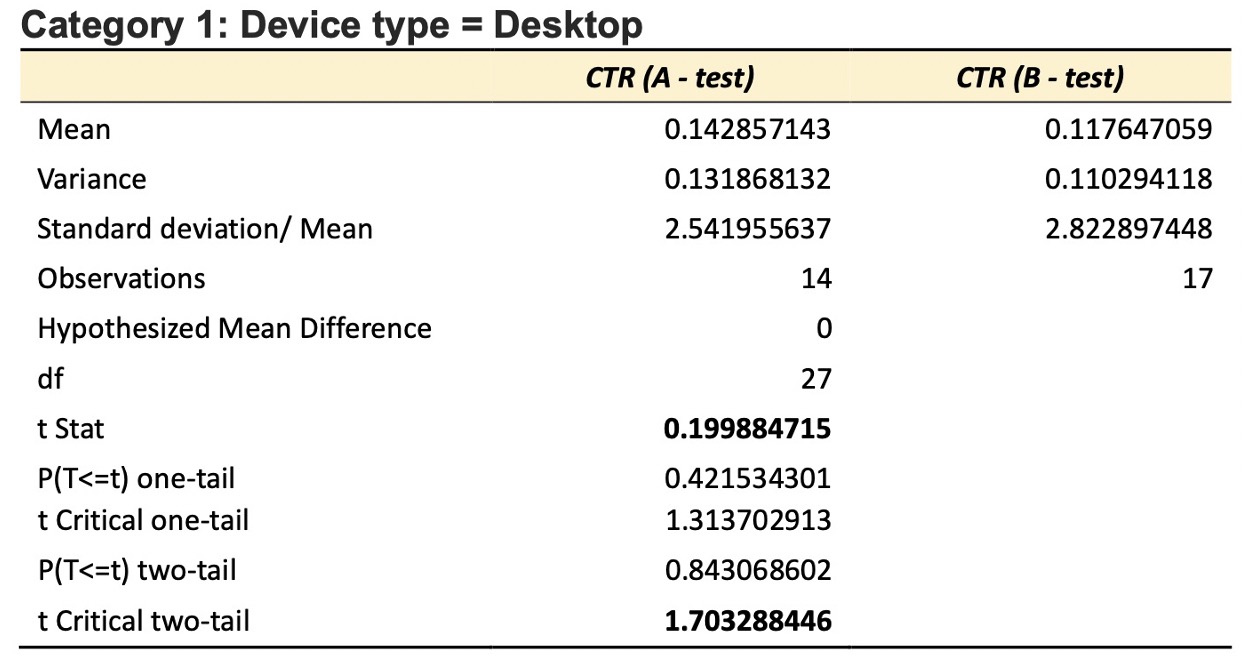 Category 1: Device type = Desktop
CTR (A - test) CTR (B - test)
Mean 0.142857143 0.117647059
Variance 0.131868132 0.110294118
Standard deviation/ Mean 2.541955637 2.822897448
Observations 14 17
Hypothesized Mean Difference 0
df 27
t Stat 0.199884715
P(T<=t) one-tail 0.421534301
t Critical one-tail 1.313702913
P(T<=t) two-tail 0.843068602
t Critical two-tail 1.703288446